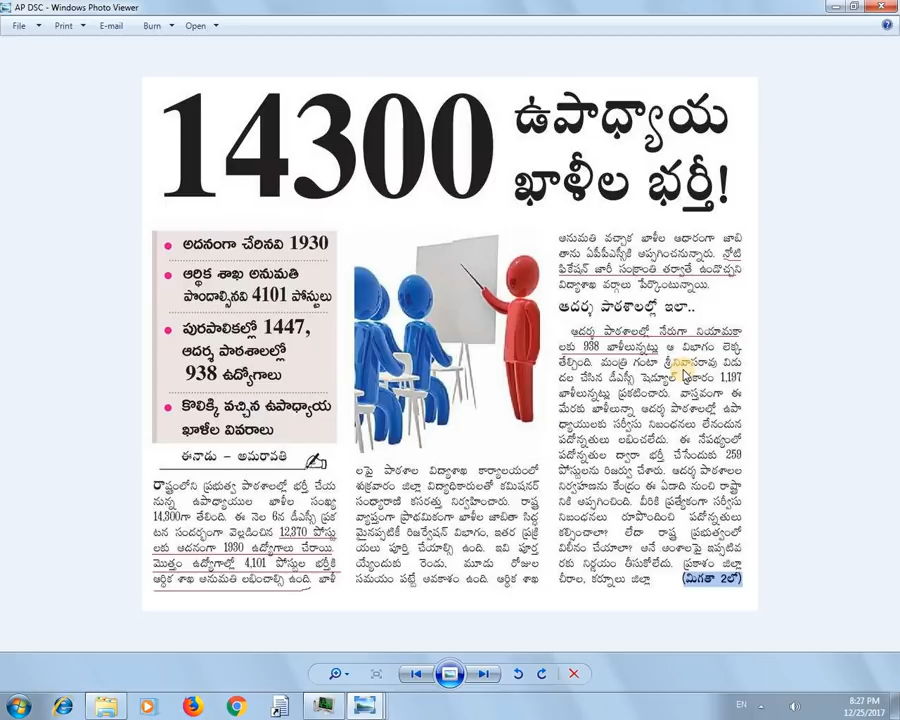 AP DSC - Windows Photo Viewer
File Print E-mail Burn Open
14300 ఉపాధ్యాయ
ఖాళీల భర్తీ!
అదనంగా చేరినవి 1930
ఆర్థిక శాఖ అనుమతి
పొందాల్సినవి 4101 పోస్టులు
పురపాలికల్లో 1447,
ఆదర్శ పాఠశాలల్లో
938 ఉద్యోగాలు
కొలిక్కి వచ్చిన ఉపాధ్యాయ
ఖాళీల వివరాలు
ఈనాడు - అమరావతి
రాష్ట్రంలోని ప్రభుత్వ పాఠశాలల్లో భర్తీ చేయ
నున్న ఉపాధ్యాయుల ఖాళీల సంఖ్య
14,300గా తేలింది. ఈ నెల 6న డీఎస్సీ ప్రక
టన సందర్భంగా వెల్లడించిన 12,370 పోస్టు
లకు అదనంగా 1930 ఉద్యోగాలు చేరాయి.
మొత్తం ఉద్యోగాల్లో 4,101 పోస్టుల భర్తీకి
ఆర్థిక శాఖ అనుమతి లభించాల్సి ఉంది. ఖాళీ
లపై పాఠశాల విద్యాశాఖ కార్యాలయంలో
శుక్రవారం జిల్లా విద్యాధికారులతో కమిషనర్
సంధ్యారాణి కసరత్తు నిర్వహించారు. రాష్ట్ర
వ్యాప్తంగా ప్రాథమికంగా ఖాళీల జాబితా సిద్ధ
మైనప్పటికీ రిజర్వేషన్ విభాగం, ఇతర ప్రక్రి
యలు పూర్తి చేయాల్సి ఉంది. ఇవి పూర్త
య్యేందుకు రెండు, మూడు రోజుల
సమయం పట్టే అవకాశం ఉంది. ఆర్థిక శాఖ
అనుమతి వచ్చాక ఖాళీల ఆధారంగా జాబి
తాను ఏపీపీఎస్సీకి అప్పగించనున్నారు. నోటి
ఫికేషన్ జారీ సంక్రాంతి తర్వాతే ఉండొచ్చని
విద్యాశాఖ వర్గాలు పేర్కొంటున్నాయి.
ఆదర్శ పాఠశాలల్లో ఇలా..
ఆదర్శ పాఠశాలల్లో నేరుగా నియామకా
లకు 938 ఖాళీలున్నట్లు ఆ విభాగం లెక్క
తేల్చింది. మంత్రి గంటా శ్రీనివాసరావు విడు
దల చేసిన డీఎస్సీ షెడ్యూల్ ప్రకారం 1,197
ఖాళీలున్నట్లు ప్రకటించారు. వాస్తవంగా ఈ
మేరకు ఖాళీలున్నా ఆదర్శ పాఠశాలల్లో ఉపా
ధ్యాయులకు సర్వీసు నిబంధనలు లేనందున
పదోన్నతులు లభించలేదు. ఈ నేపథ్యంలో
పదోన్నతుల ద్వారా భర్తీ చేసేందుకు 259
పోస్టులను రిజర్వు చేశారు. ఆదర్శ పాఠశాలల
నిర్వహణను కేంద్రం ఈ ఏడాది నుంచి రాష్ట్రా
నికి అప్పగించింది. వీరికి ప్రత్యేకంగా సర్వీసు
నిబంధనలు రూపొందించి పదోన్నతులు
కల్పించాలా? లేదా రాష్ట్ర ప్రభుత్వంలో
విలీనం చేయాలా? అనే అంశాలపై ఇప్పటివ
రకు నిర్ణయం తీసుకోలేదు. ప్రకాశం జిల్లా
చీరాల, కర్నూలు జిల్లా (మిగతా 2లో)
EN
8:27 PM
12/25/2017